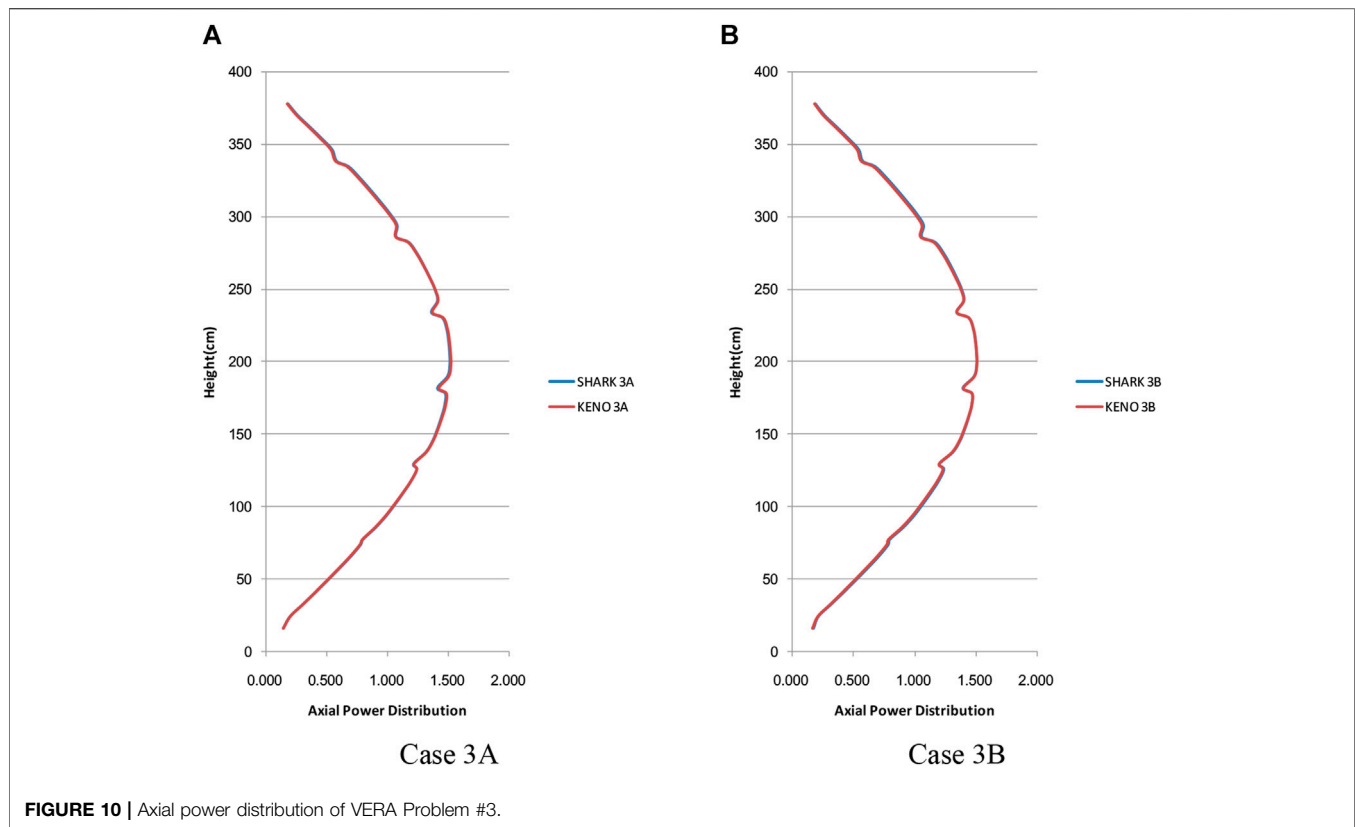 A
400
350
300
250
200
150
100
50
0
Height(cm)
0.000 0.500 1.000 1.500 2.000
Axial Power Distribution
SHARK 3A
KENO 3A
Case 3A
B
400
350
300
250
200
150
100
50
0
Height(cm)
0.000 0.500 1.000 1.500 2.000
Axial Power Distribution
SHARK 3B
KENO 3B
Case 3B
FIGURE 10 | Axial power distribution of VERA Problem #3.